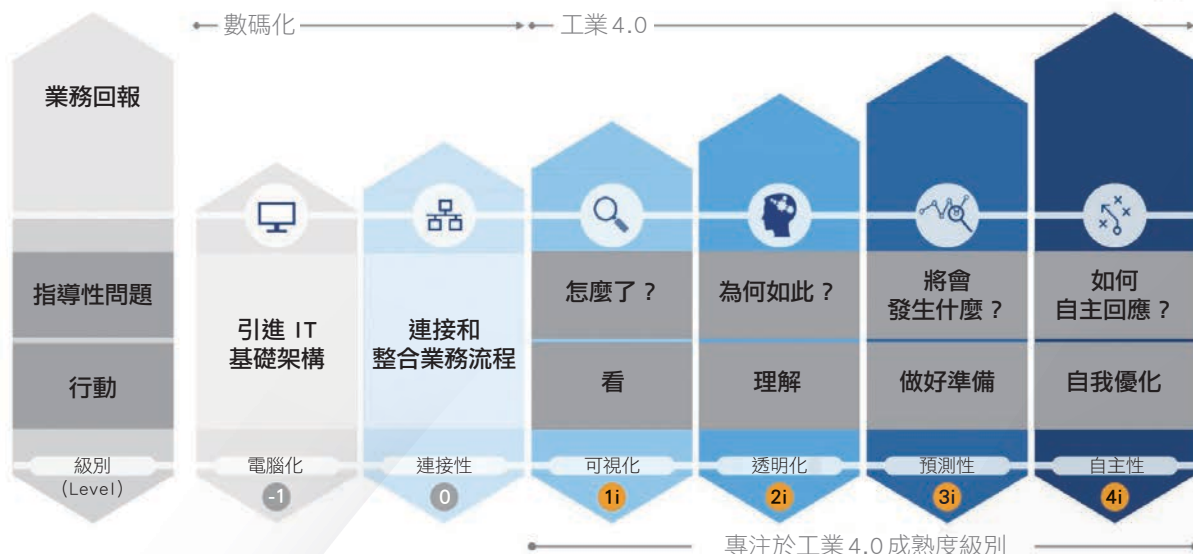 數碼化
工業4.0
業務回報
指導性問題
行動
級別
(Level)
引進 IT
基礎架構
電腦化
-1
連接和
整合業務流程
連接性
0
怎麼了?
看
可視化
1i
為何如此?
理解
透明化
2i
將會
發生什麼?
做好準備
預測性
3i
如何
自主回應?
自我優化
自主性
4i
專注於工業4.0成熟度級別